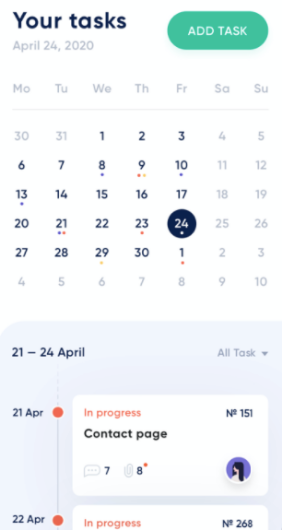 Your tasks
ADD TASK
April 24, 2020
Mo Tu We Th Fr Sa Su
30 31 1 2 3 4 5
6 7 8 9 10 11 12
13 14 15 16 17 18 19
20 21 22 23 24 25 26
27 28 29 30 1 2 3
4 5 6 7 8 9 10
21 – 24 April All Task
21 Apr In progress № 151
Contact page
7 8
22 Apr In progress № 268